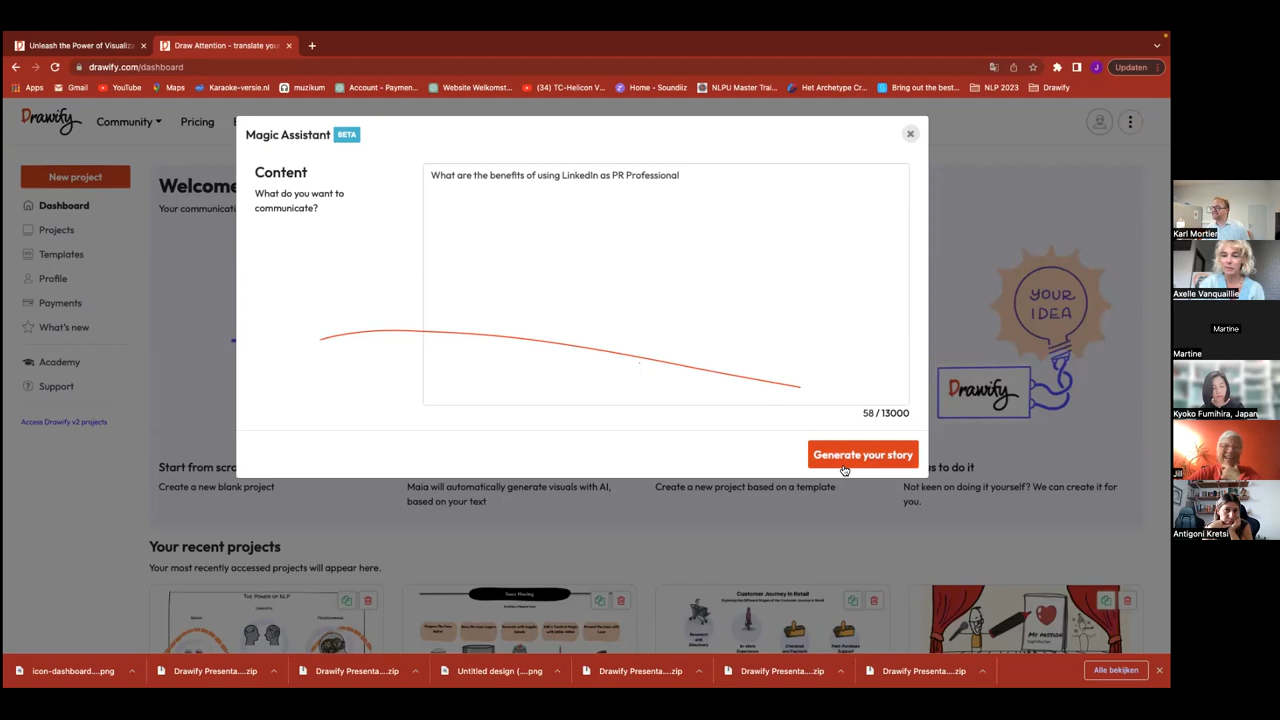 Unleash the Power of Visualiza
Draw Attention - translate your
drawify.com/dashboard
Updaten
Apps
Gmail
YouTube
Maps
Karaoke-versie.nl
muzikum
Account - Paymen...
Website Welkomst...
(34) TC-Helicon V...
Home - Soundiiz
NLPU Master Trai...
Het Archetype Cr...
Bring out the best...
NLP 2023
Drawify
Drawify
Community
Pricing
Magic Assistant BETA
Content
What do you want to
communicate?
What are the benefits of using LinkedIn as PR Professional
58 / 13000
Generate your story
New project
Dashboard
Projects
Templates
Profile
Payments
What's new
Academy
Support
Access Drawify v2 projects
Welcome
Your communicati
YOUR
IDEA
Drawify
Start from scra
Create a new blank project
Maia will automatically generate visuals with AI,
based on your text
Create a new project based on a template
us to do it
Not keen on doing it yourself? We can create it for
you.
Your recent projects
Your most recently accessed projects will appear here.
THE POWER OF NLP
Customer Journey in Retail
MY PASSION
icon-dashboard....png
Drawify Presenta....zip
Drawify Presenta....zip
Untitled design (....png
Drawify Presenta....zip
Drawify Presenta....zip
Drawify Presenta....zip
Alle bekijken
Karl Mortier
Axelle Vanquaillie
Martine
Martine
Kyoko Fumihira, Japan
Jill
Antigoni Kretsi